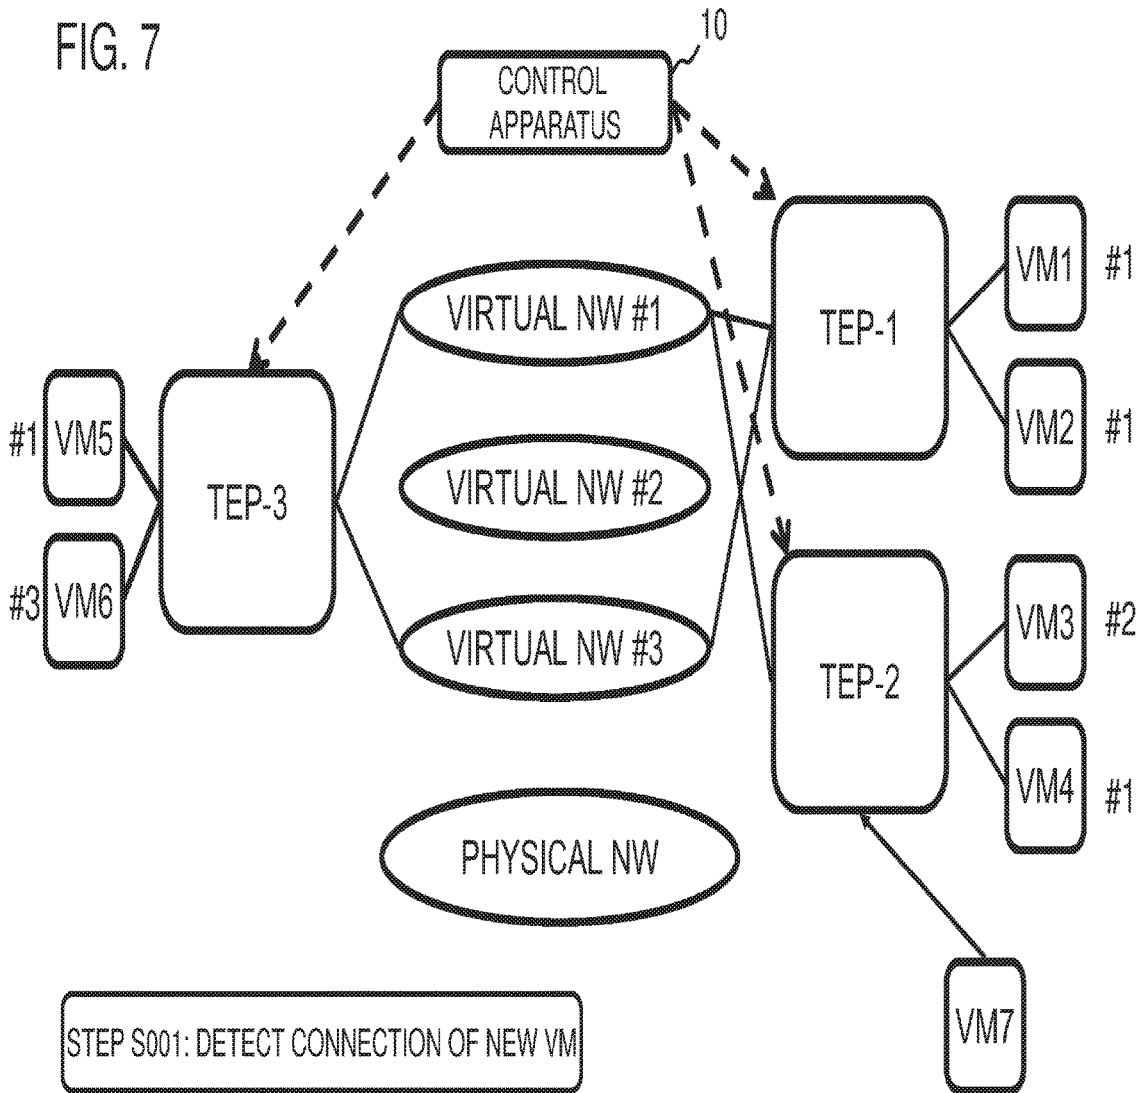 FIG. 7
10
CONTROL
APPARATUS
VIRTUAL NW #1
TEP-1
VM1 #1
VM2 #1
#1 VM5
TEP-3
VIRTUAL NW #2
#3 VM6
VIRTUAL NW #3
TEP-2
VM3 #2
VM4 #1
PHYSICAL NW
VM7
STEP S001: DETECT CONNECTION OF NEW VM